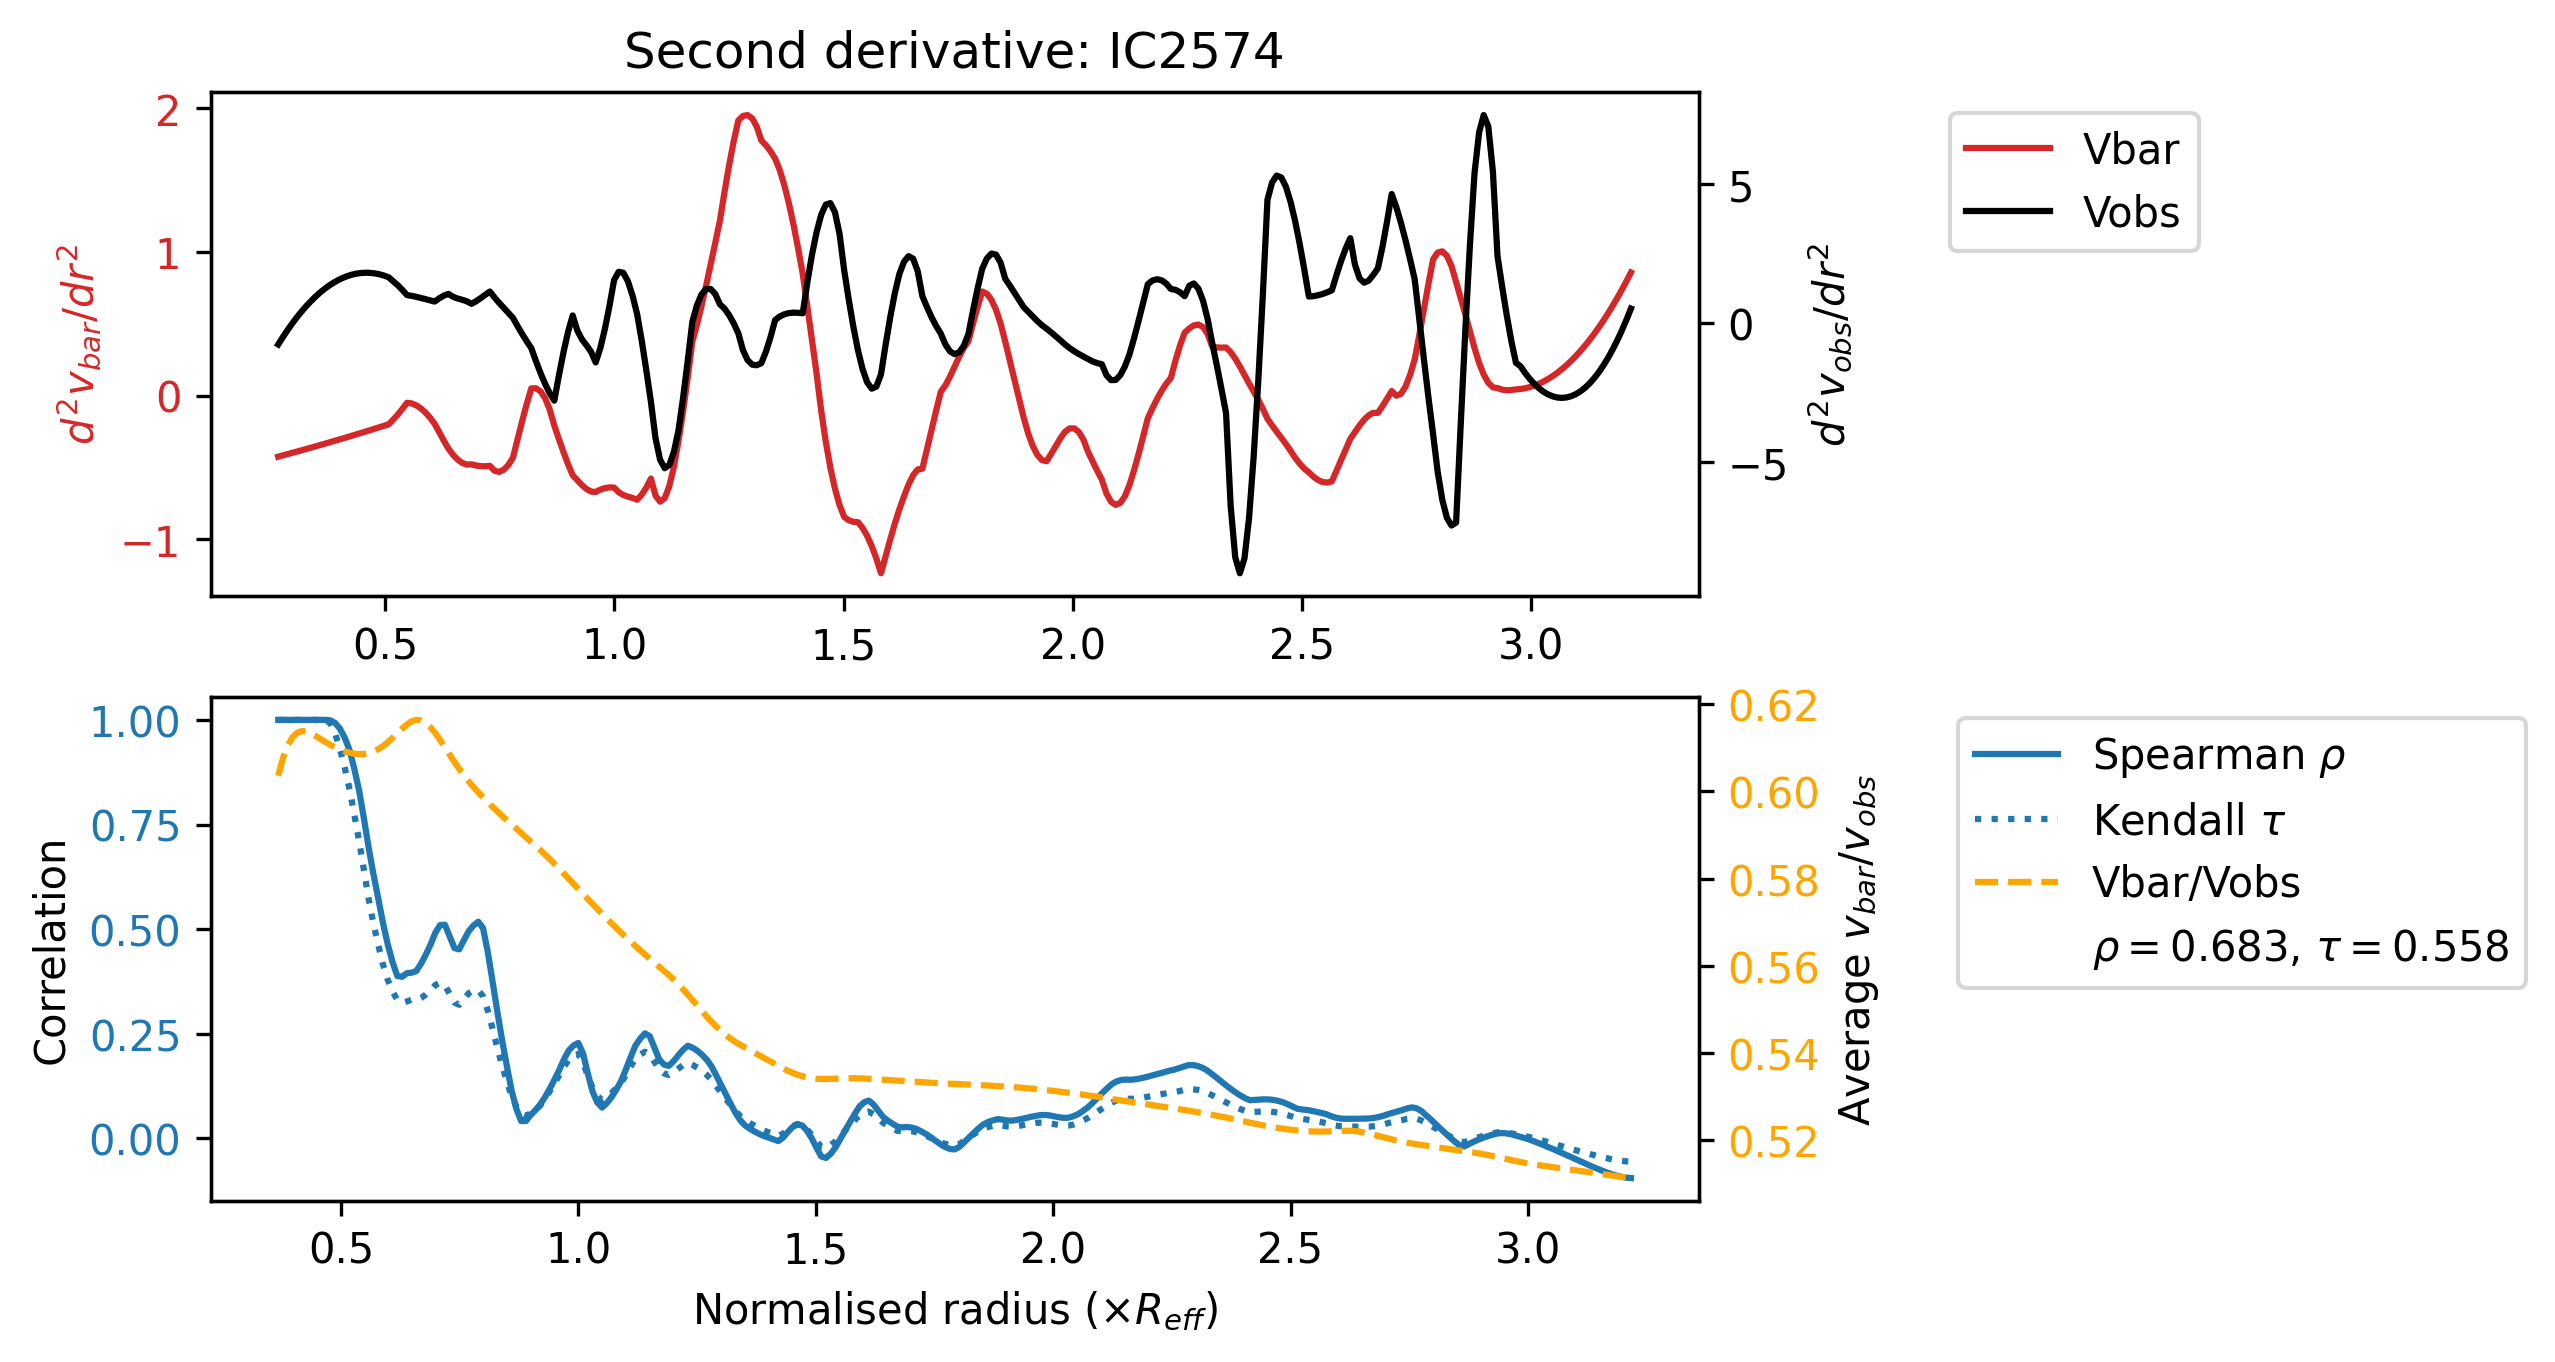 Second derivative: IC2574
2
1
0
−1
d²v_bar/dr²
5
0
−5
d²v_obs/dr²
0.5 1.0 1.5 2.0 2.5 3.0
Vbar
Vobs
1.00
0.75
0.50
0.25
0.00
Correlation
0.62
0.60
0.58
0.56
0.54
0.52
Average v_bar/v_obs
0.5 1.0 1.5 2.0 2.5 3.0
Normalised radius (×R_eff)
Spearman ρ
Kendall τ
Vbar/Vobs
ρ = 0.683, τ = 0.558